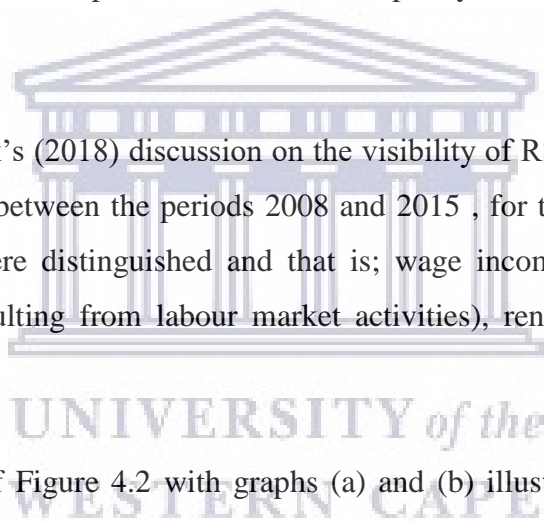 's (2018) discussion on the visibility of R
between the periods 2008 and 2015 , for t
ere distinguished and that is; wage incom
ulting from labour market activities), ren
UNIVERSITY of the
f Figure 4.2 with graphs (a) and (b) illust
WESTERN CAPE